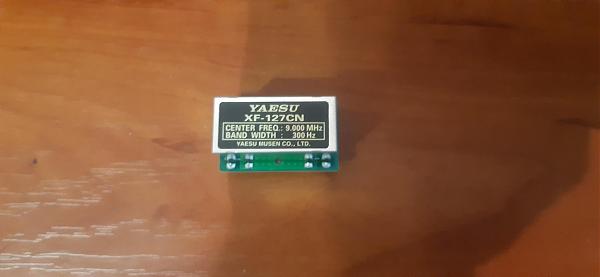 YAESU
XF-127CN
CENTER FREQ.: 9.000 MHz
BAND WIDTH : 300 Hz
YAESU MUSEN CO., LTD.